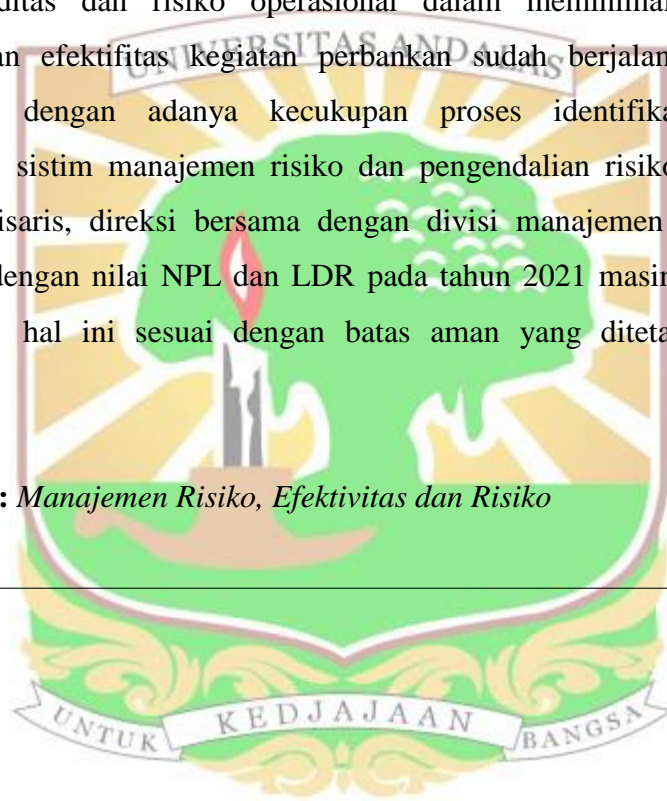 ditas dan risiko operasional dalam meminimal
an efektifitas kegiatan perbankan sudah berjalan
UNIVERSITAS ANDALAS
dengan adanya kecukupan proses identifika
sistim manajemen risiko dan pengendalian risiko
isaris, direksi bersama dengan divisi manajemen
dengan nilai NPL dan LDR pada tahun 2021 masin
hal ini sesuai dengan batas aman yang diteta
: Manajemen Risiko, Efektivitas dan Risiko
UNTUK KEDJAJAAN BANGSA